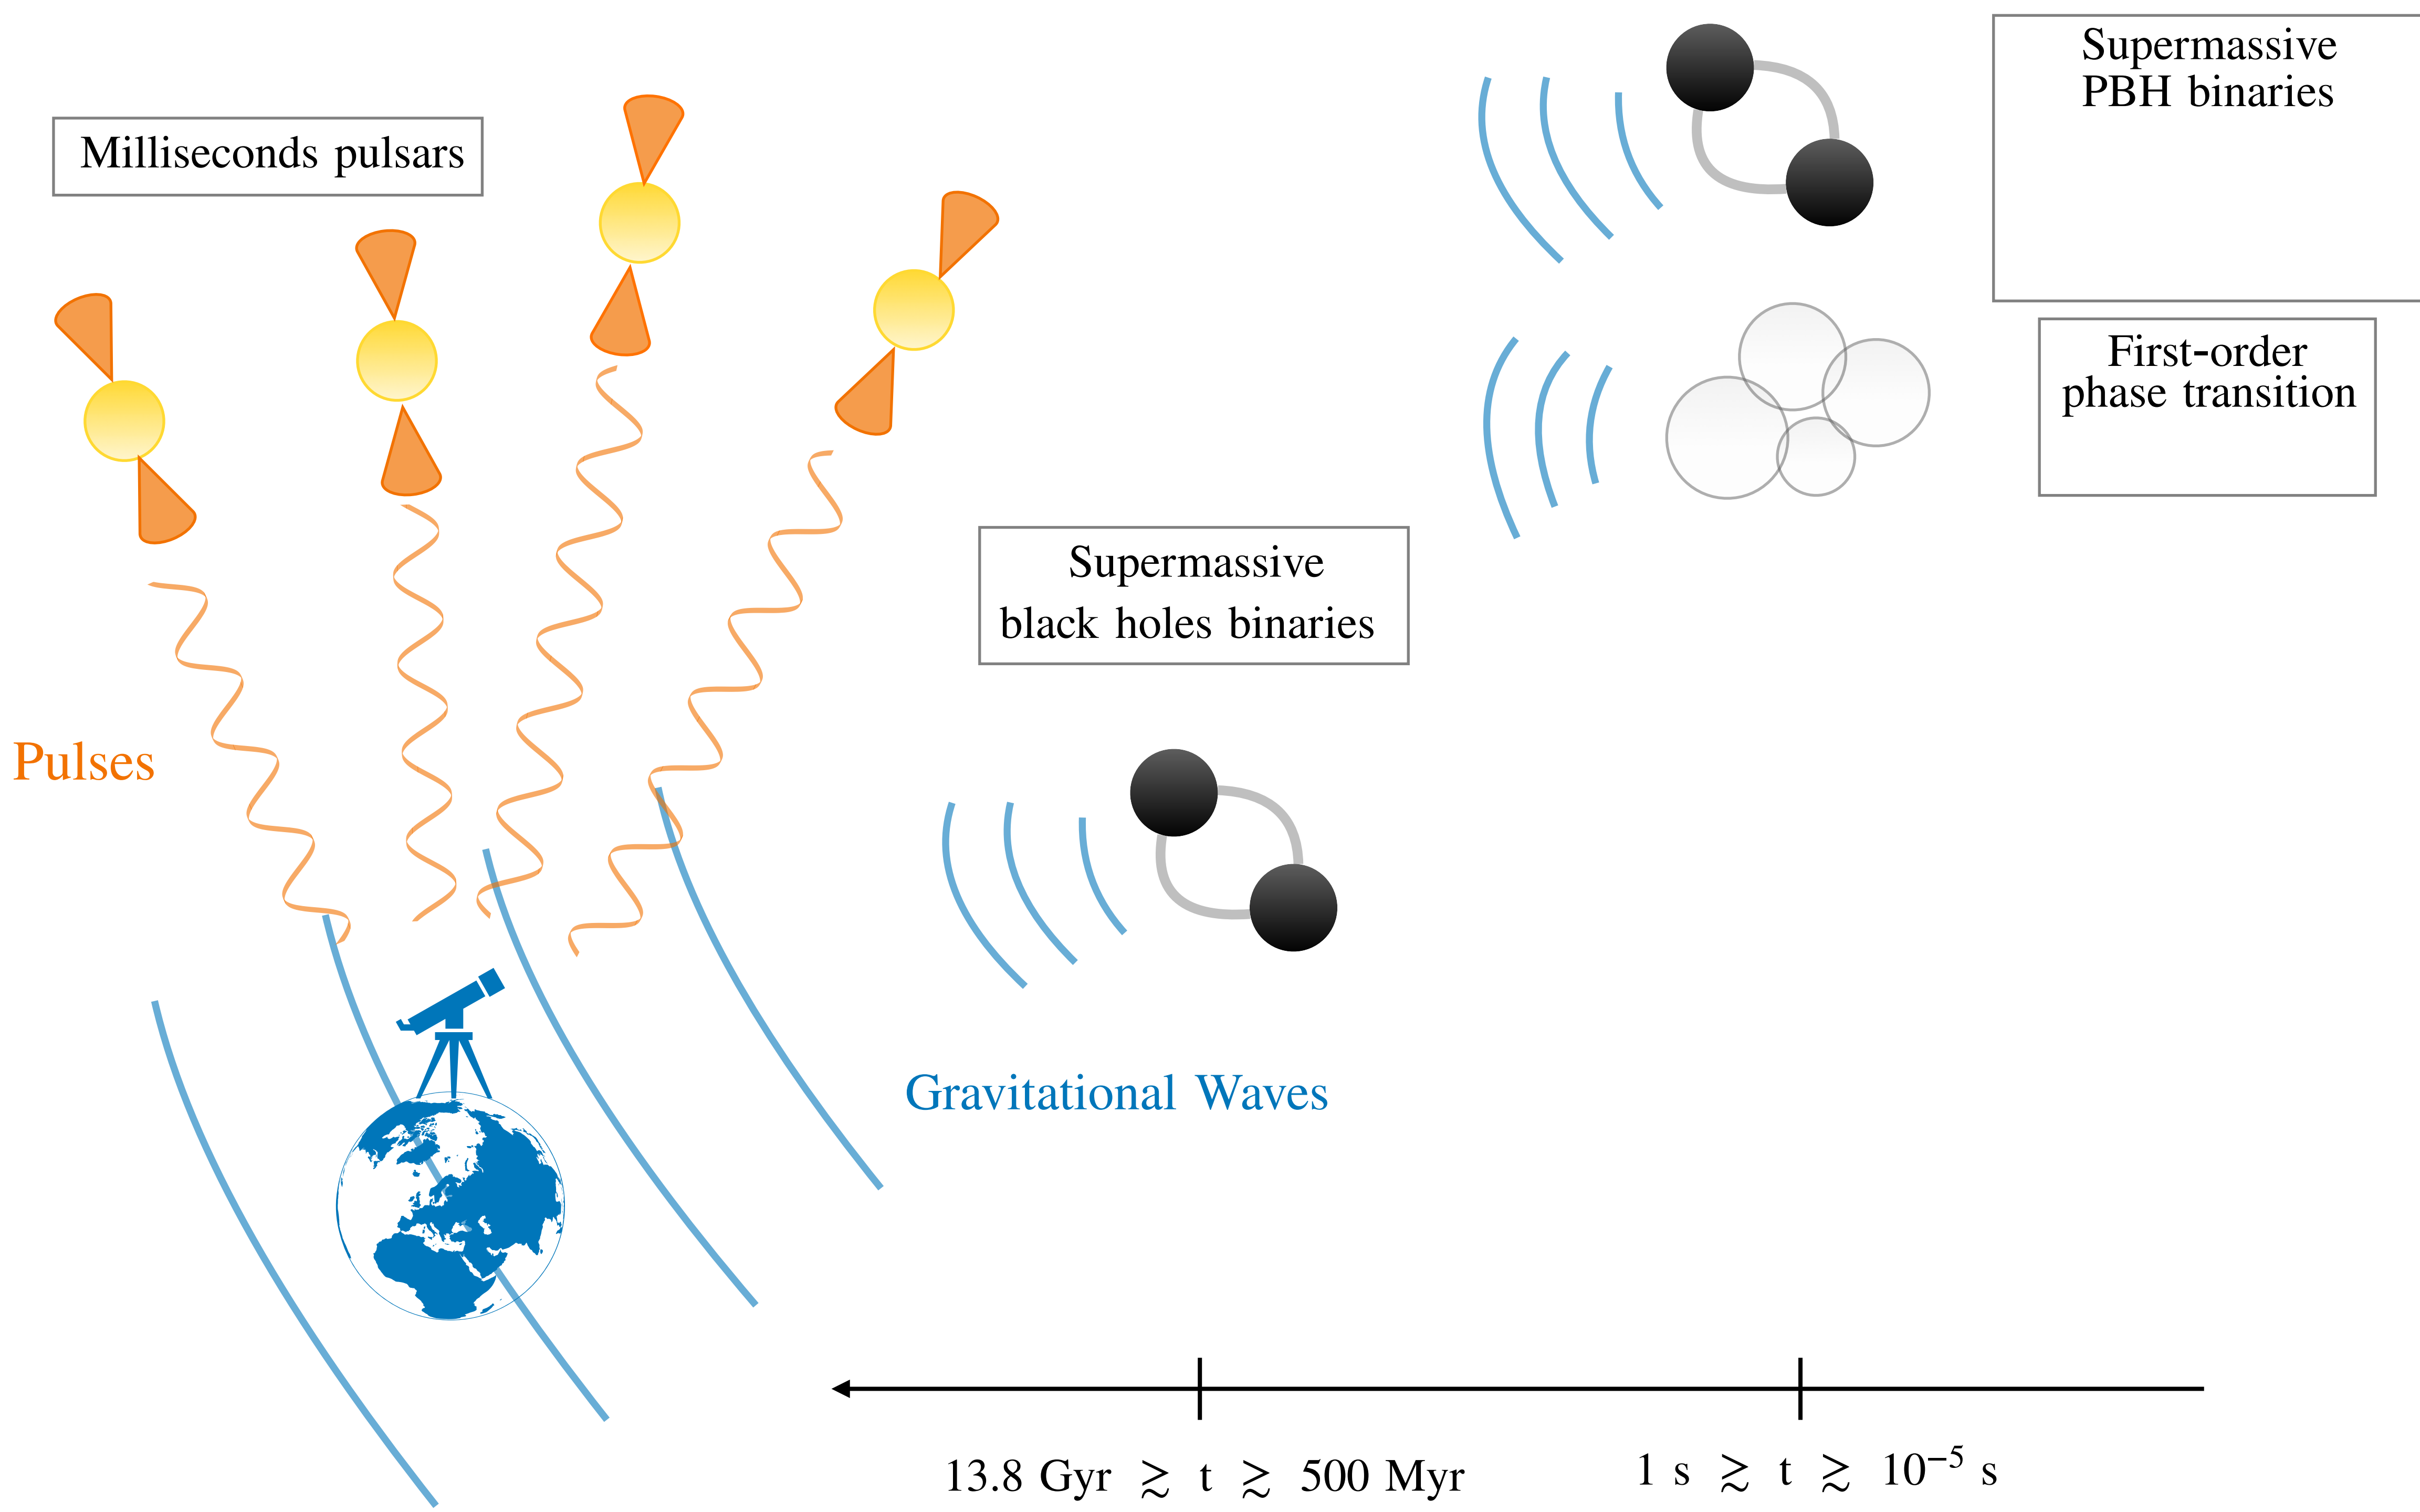 Supermassive
PBH binaries
Milliseconds pulsars
First-order
phase transition
Supermassive
black holes binaries
Pulses
Gravitational Waves
13.8 Gyr ≳ t ≳ 500 Myr
1 s ≳ t ≳ 10⁻⁵ s